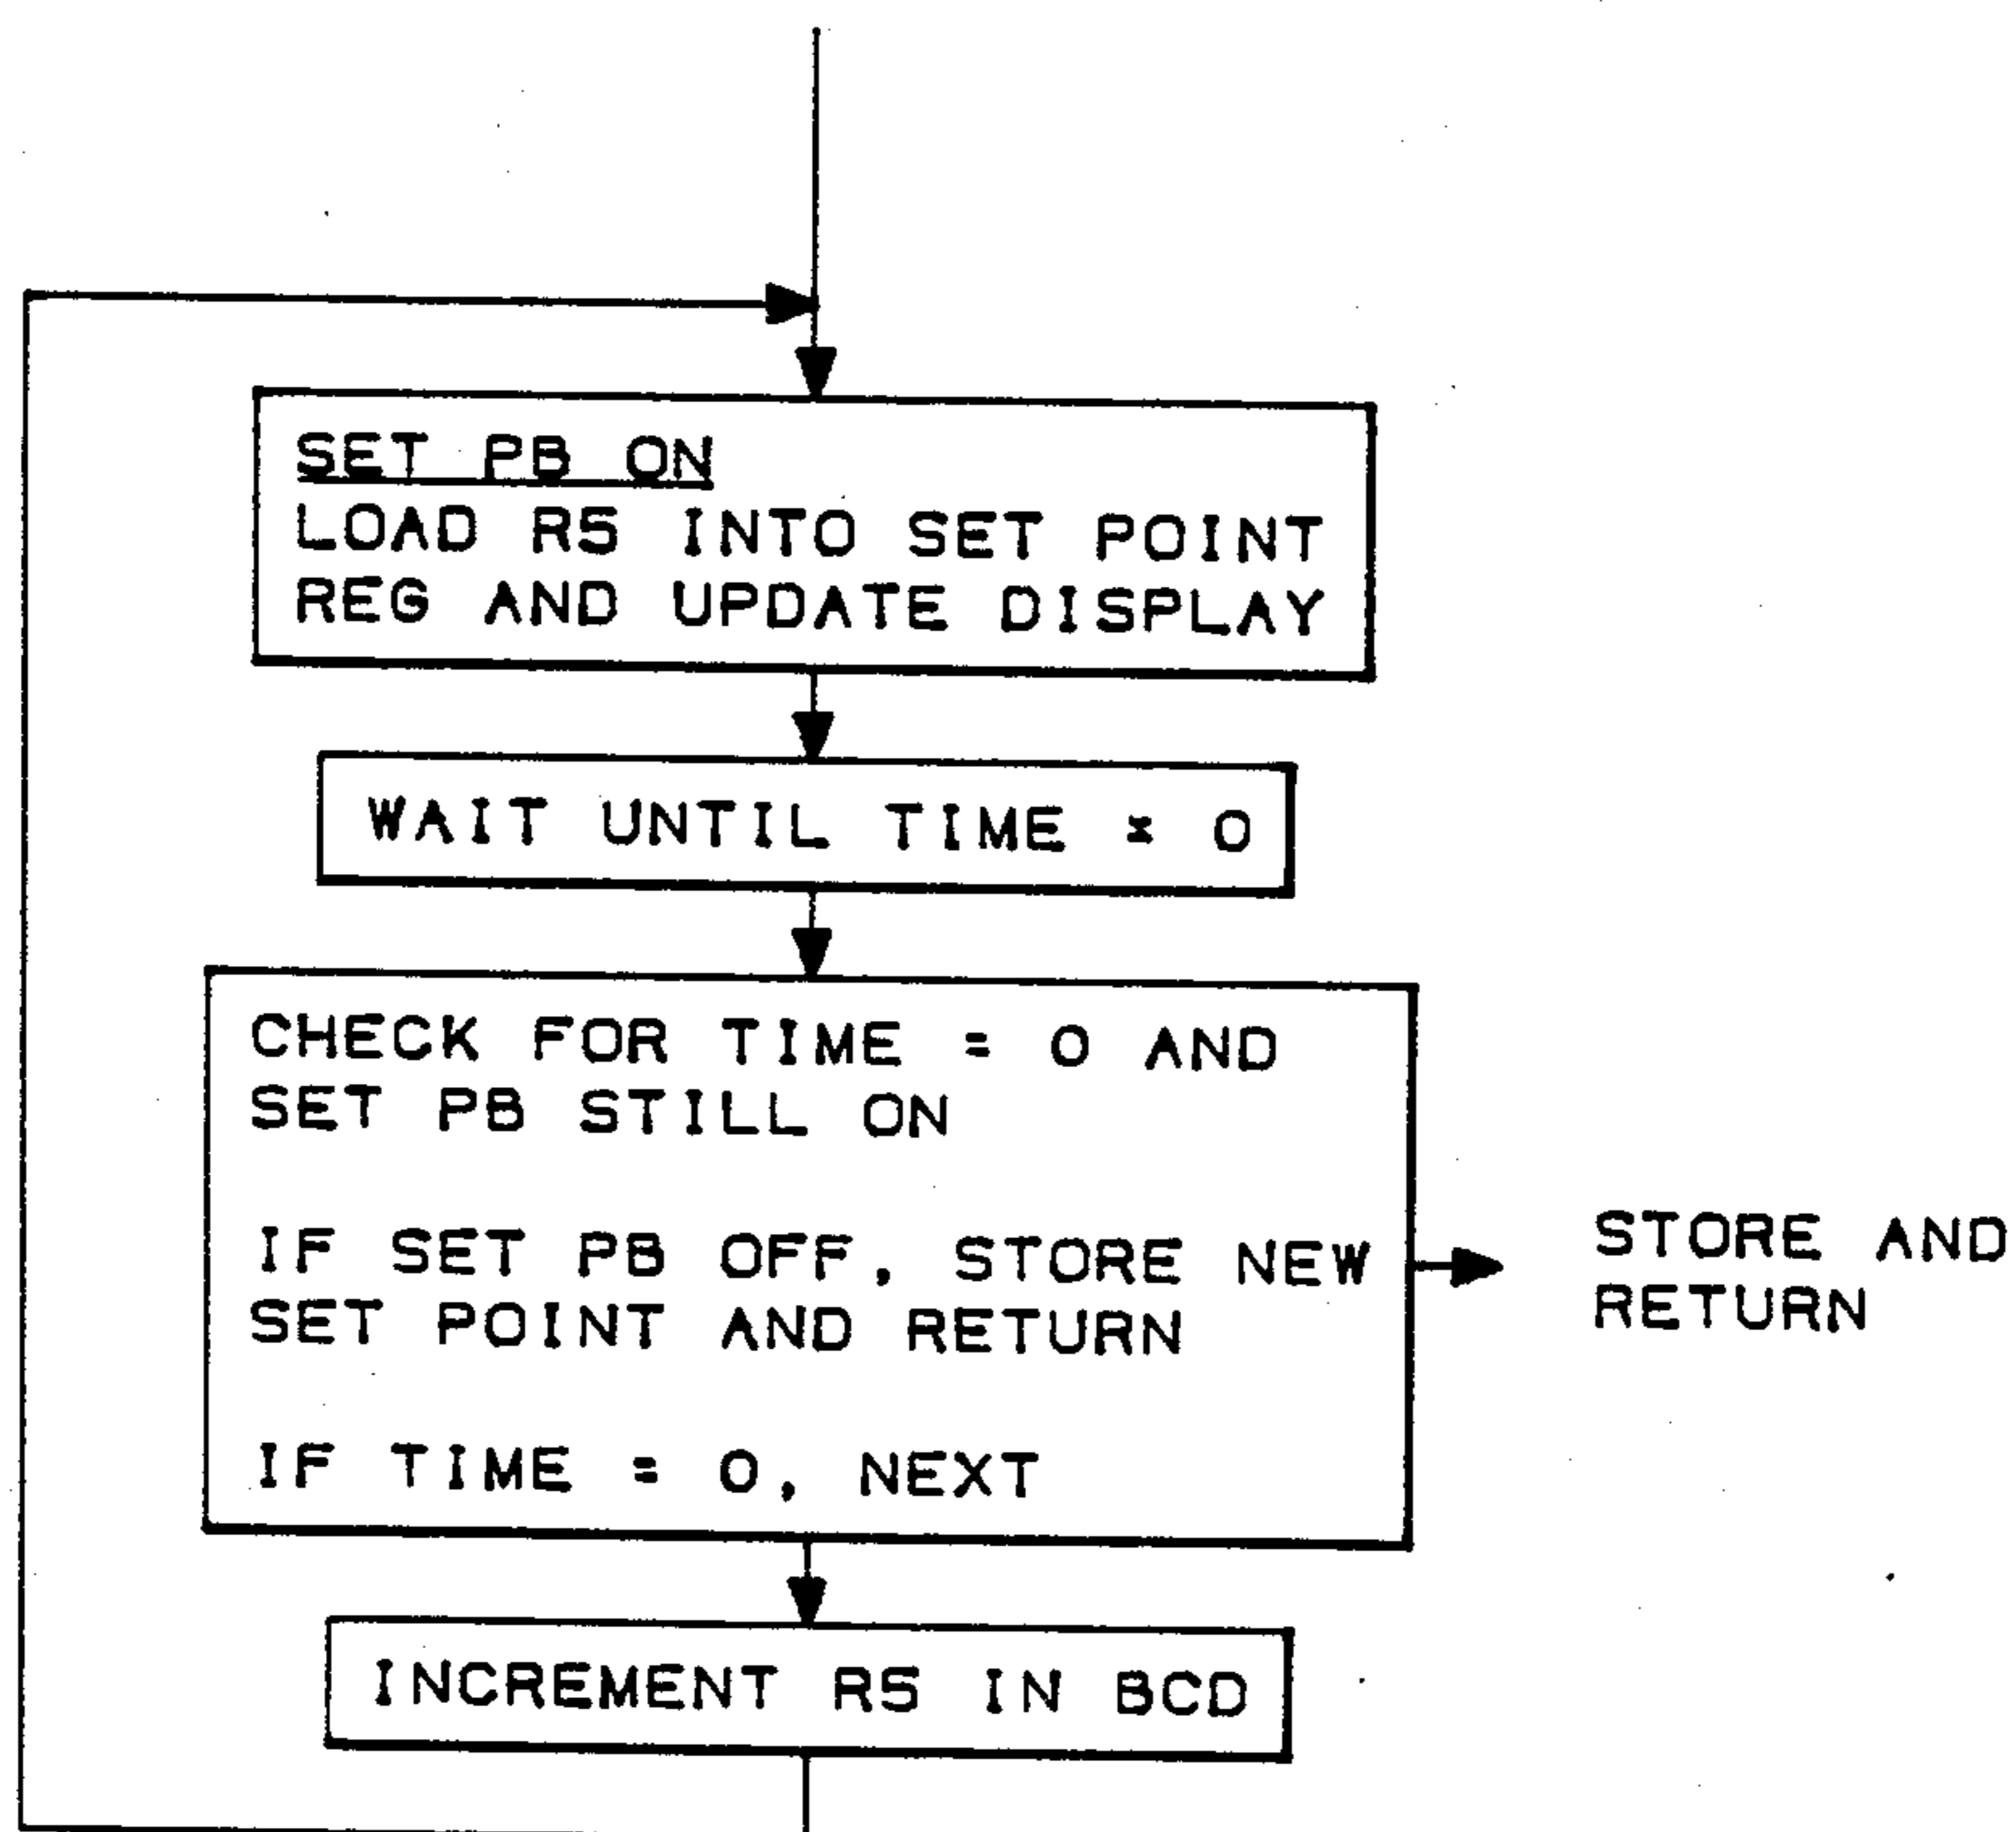 SET PB ON
LOAD RS INTO SET POINT
REG AND UPDATE DISPLAY
WAIT UNTIL TIME = 0
CHECK FOR TIME = 0 AND
SET PB STILL ON
IF SET PB OFF, STORE NEW
SET POINT AND RETURN
STORE AND
RETURN
IF TIME = 0, NEXT
INCREMENT RS IN BCD